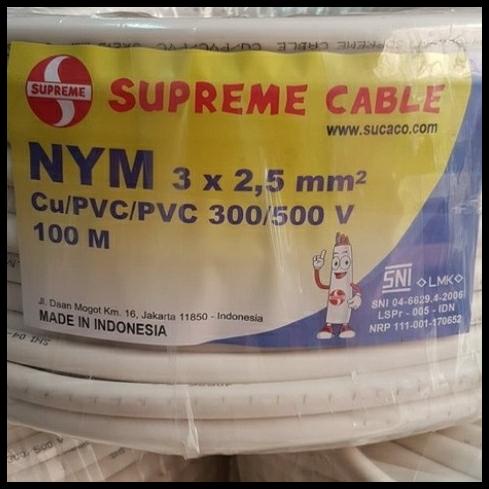 SUPREME
SUPREME CABLE
www.sucaco.com
NYM 3 x 2,5 mm²
Cu/PVC/PVC 300/500 V
100 M
Jl. Daan Mogot Km. 16, Jakarta 11850 - Indonesia
MADE IN INDONESIA
SNI LMK
SNI 04-6629.4-2006
LSPr - 005 - IDN
NRP 111-001-170652